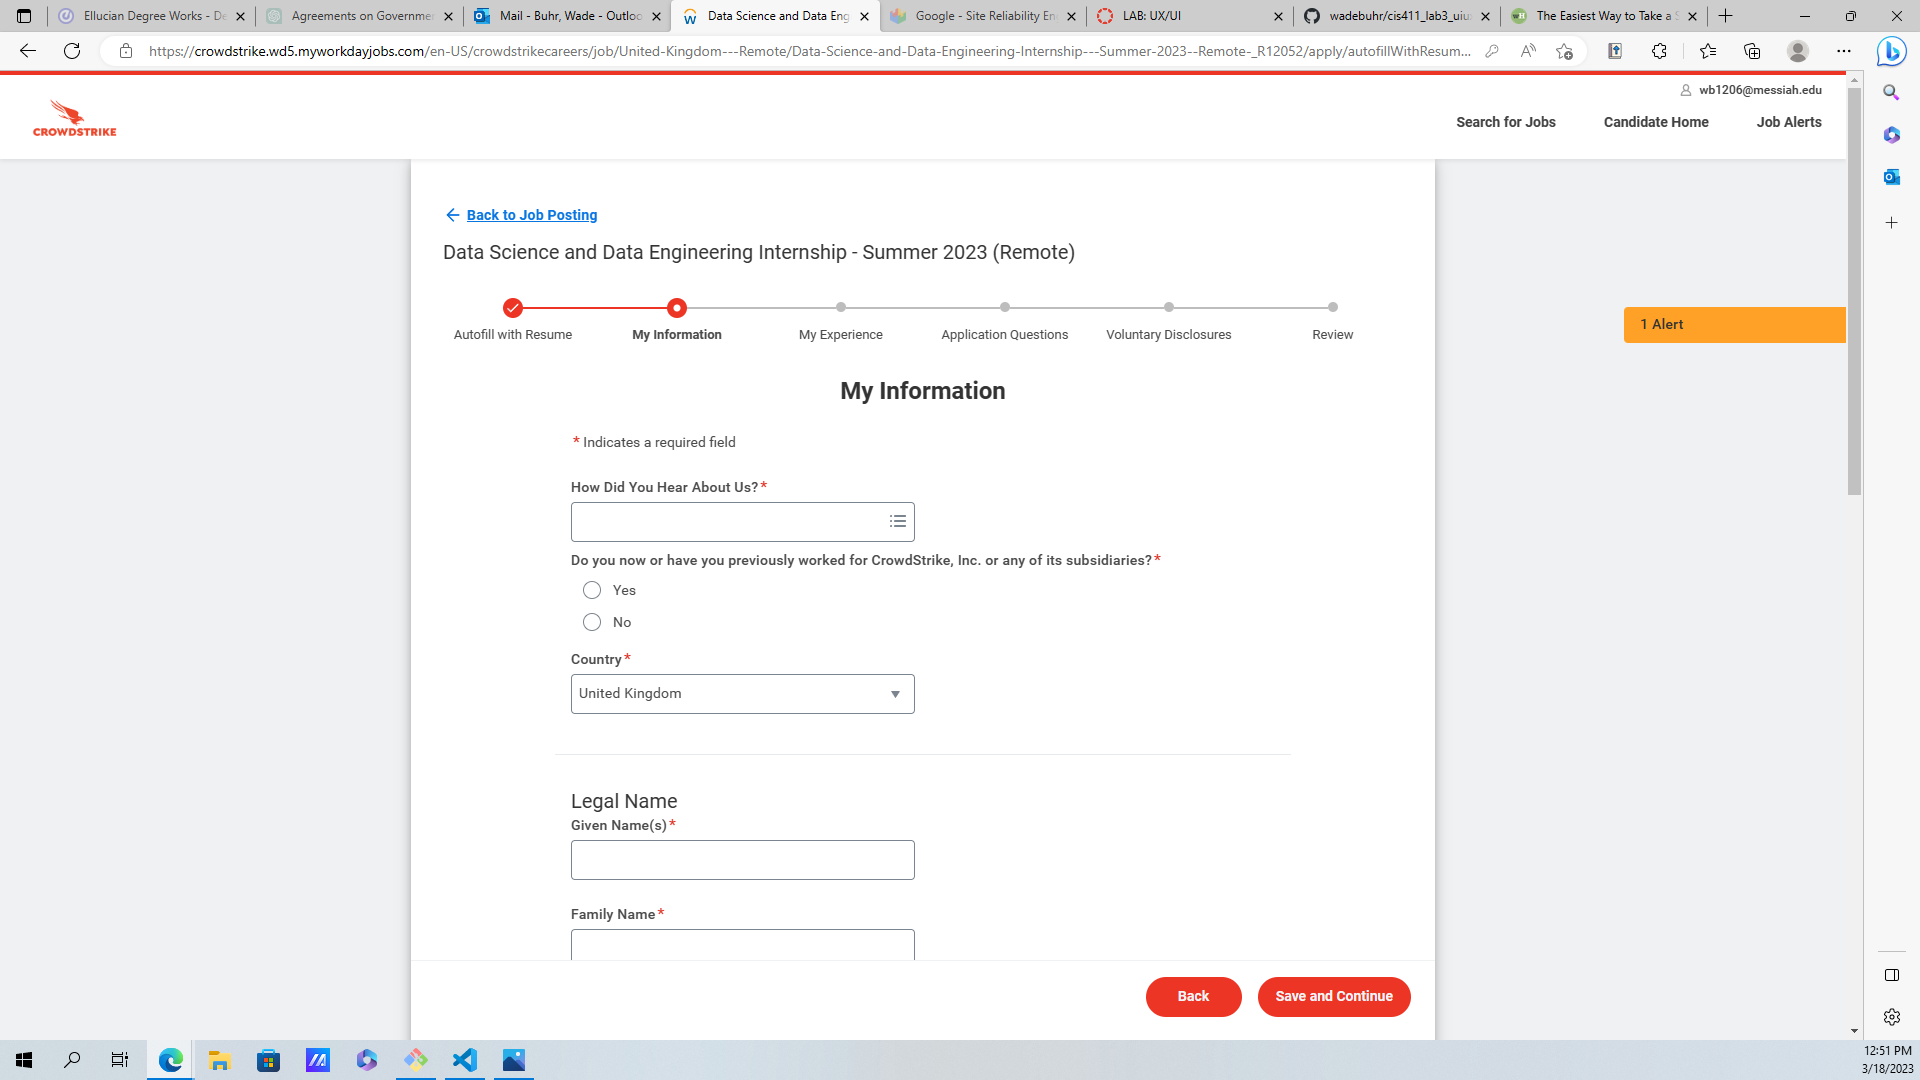 Ellucian Degree Works - De
Agreements on Governmen
Mail - Buhr, Wade - Outloo
Data Science and Data Eng
Google - Site Reliability En
LAB: UX/UI
wadebuhr/cis411_lab3_uiux
The Easiest Way to Take a S
https://crowdstrike.wd5.myworkdayjobs.com/en-US/crowdstrikecareers/job/United-Kingdom---Remote/Data-Science-and-Data-Engineering-Internship---Summer-2023--Remote-_R12052/apply/autofillWithResum...
CROWDSTRIKE
wb1206@messiah.edu
Search for Jobs
Candidate Home
Job Alerts
Back to Job Posting
Data Science and Data Engineering Internship - Summer 2023 (Remote)
Autofill with Resume
My Information
My Experience
Application Questions
Voluntary Disclosures
Review
1 Alert
My Information
* Indicates a required field
How Did You Hear About Us?*
Do you now or have you previously worked for CrowdStrike, Inc. or any of its subsidiaries?*
Yes
No
Country*
United Kingdom
Legal Name
Given Name(s)*
Family Name*
Back
Save and Continue
12:51 PM
3/18/2023